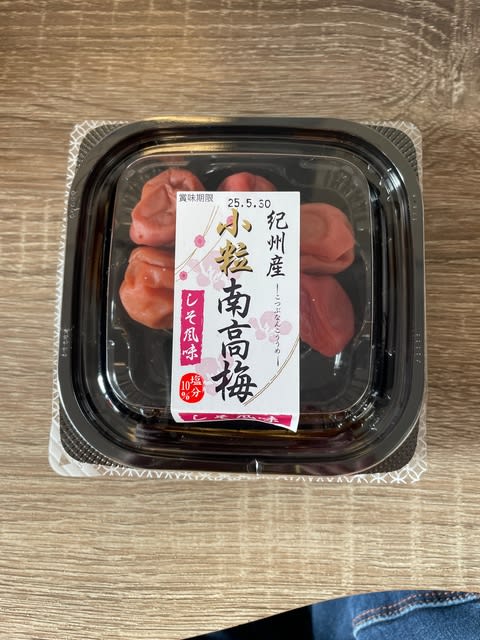 賞味期限
25.5.30
紀州産
小粒南高梅
－こつぶなんこううめ－
しそ風味
塩分
10%
しそ風味